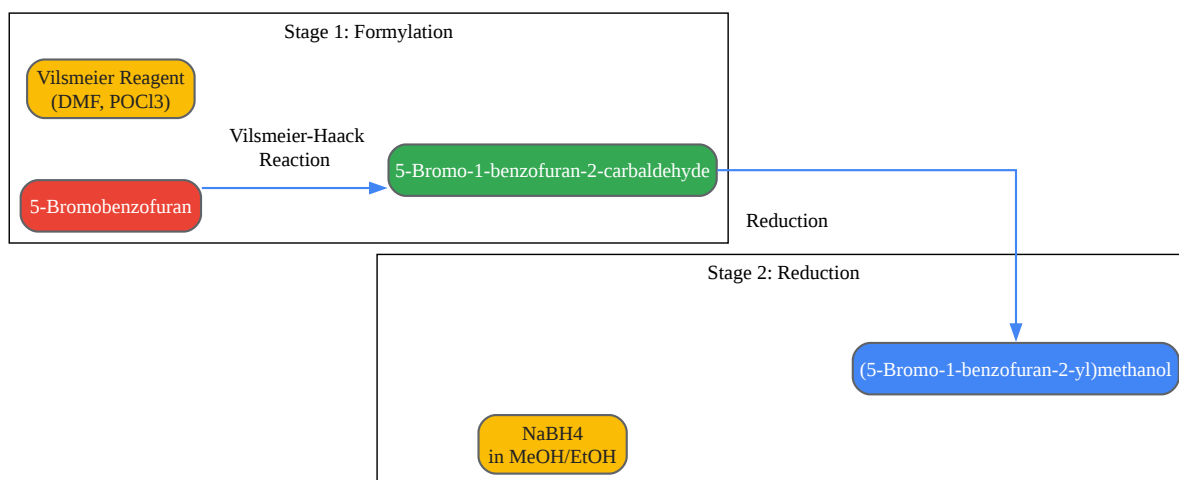 Stage 1: Formylation
Vilsmeier Reagent
(DMF, POCl3)
Vilsmeier-Haack
Reaction
5-Bromobenzofuran
5-Bromo-1-benzofuran-2-carbaldehyde
Reduction
Stage 2: Reduction
(5-Bromo-1-benzofuran-2-yl)methanol
NaBH4
in MeOH/EtOH